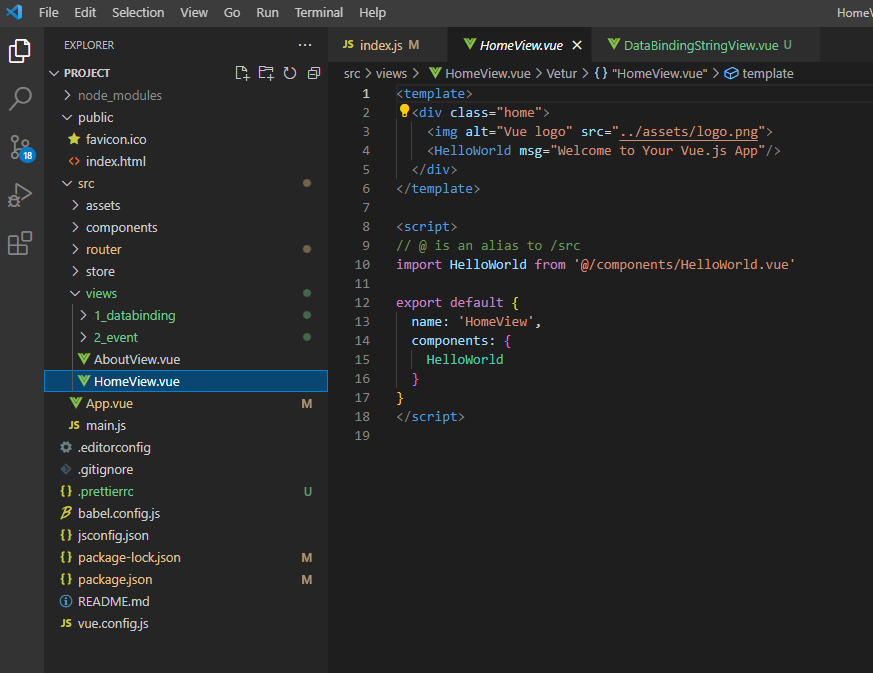 File Edit Selection View Go Run Terminal Help HomeV
EXPLORER ...
JS index.js M HomeView.vue DataBindingStringView.vue U
PROJECT
src > views > HomeView.vue > Vetur > {} "HomeView.vue" > template
node_modules
public
favicon.ico
<> index.html
src
assets
components
router
store
views
1_databinding
2_event
AboutView.vue
HomeView.vue
App.vue M
JS main.js
.editorconfig
.gitignore
{} .prettierrc U
babel.config.js
{} jsconfig.json
{} package-lock.json M
{} package.json M
README.md
JS vue.config.js
18
1 <template>
2 <div class="home">
3 <img alt="Vue logo" src="../assets/logo.png">
4 <HelloWorld msg="Welcome to Your Vue.js App"/>
5 </div>
6 </template>
7
8 <script>
9 // @ is an alias to /src
10 import HelloWorld from '@/components/HelloWorld.vue'
11
12 export default {
13 name: 'HomeView',
14 components: {
15 HelloWorld
16 }
17 }
18 </script>
19